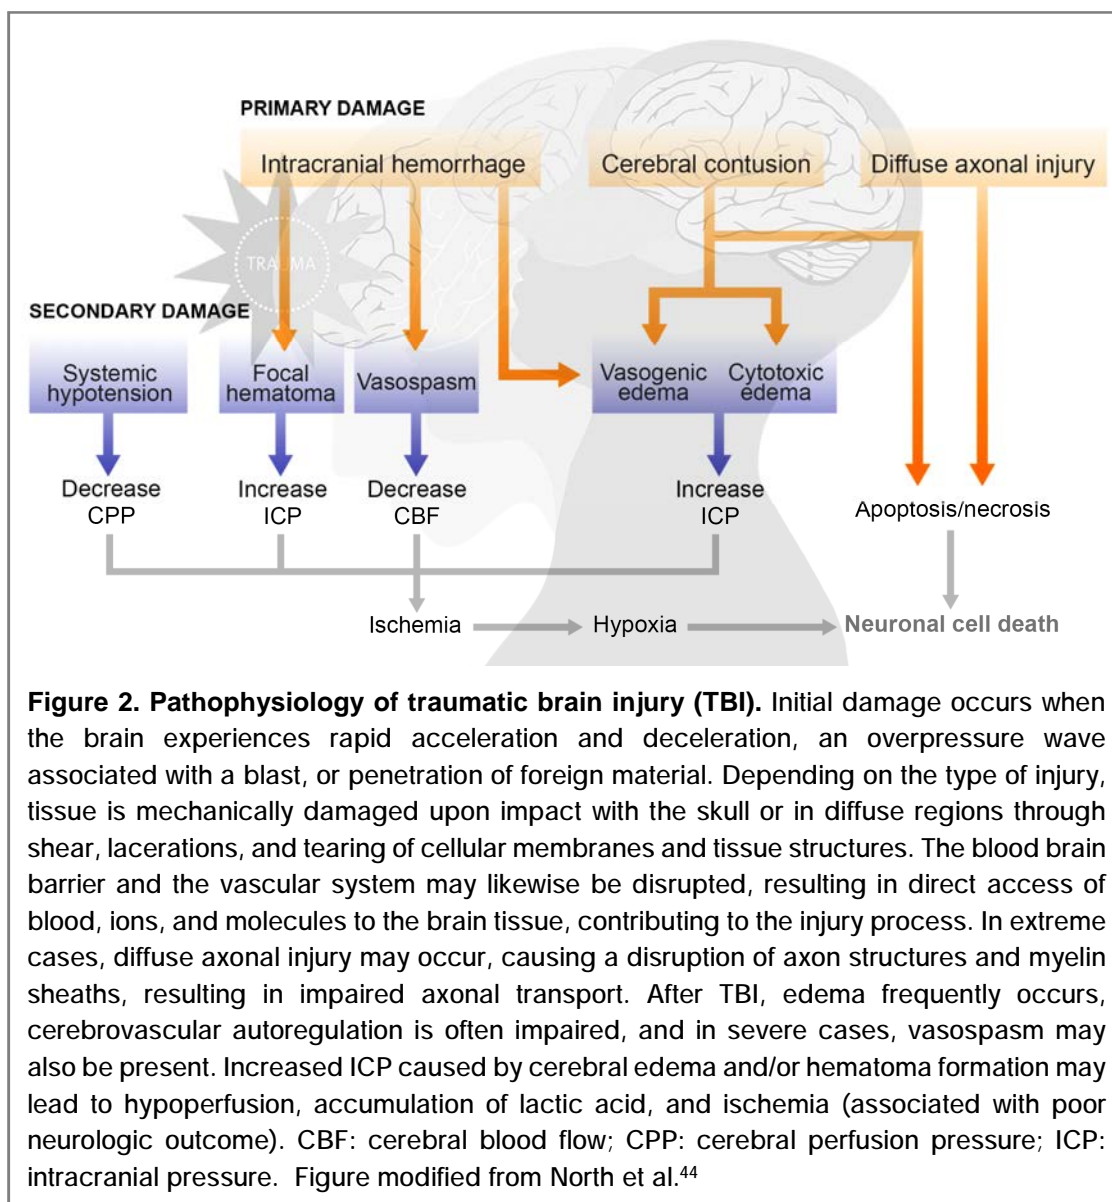 PRIMARY DAMAGE
Intracranial hemorrhage
Cerebral contusion
Diffuse axonal injury
TRAUMA
SECONDARY DAMAGE
Systemic
hypotension
Focal
hematoma
Vasospasm
Vasogenic
edema
Cytotoxic
edema
Decrease
CPP
Increase
ICP
Decrease
CBF
Increase
ICP
Apoptosis/necrosis
Ischemia
Hypoxia
Neuronal cell death
Figure 2. Pathophysiology of traumatic brain injury (TBI). Initial damage occurs when
the brain experiences rapid acceleration and deceleration, an overpressure wave
associated with a blast, or penetration of foreign material. Depending on the type of injury,
tissue is mechanically damaged upon impact with the skull or in diffuse regions through
shear, lacerations, and tearing of cellular membranes and tissue structures. The blood brain
barrier and the vascular system may likewise be disrupted, resulting in direct access of
blood, ions, and molecules to the brain tissue, contributing to the injury process. In extreme
cases, diffuse axonal injury may occur, causing a disruption of axon structures and myelin
sheaths, resulting in impaired axonal transport. After TBI, edema frequently occurs,
cerebrovascular autoregulation is often impaired, and in severe cases, vasospasm may
also be present. Increased ICP caused by cerebral edema and/or hematoma formation may
lead to hypoperfusion, accumulation of lactic acid, and ischemia (associated with poor
neurologic outcome). CBF: cerebral blood flow; CPP: cerebral perfusion pressure; ICP:
intracranial pressure. Figure modified from North et al.44